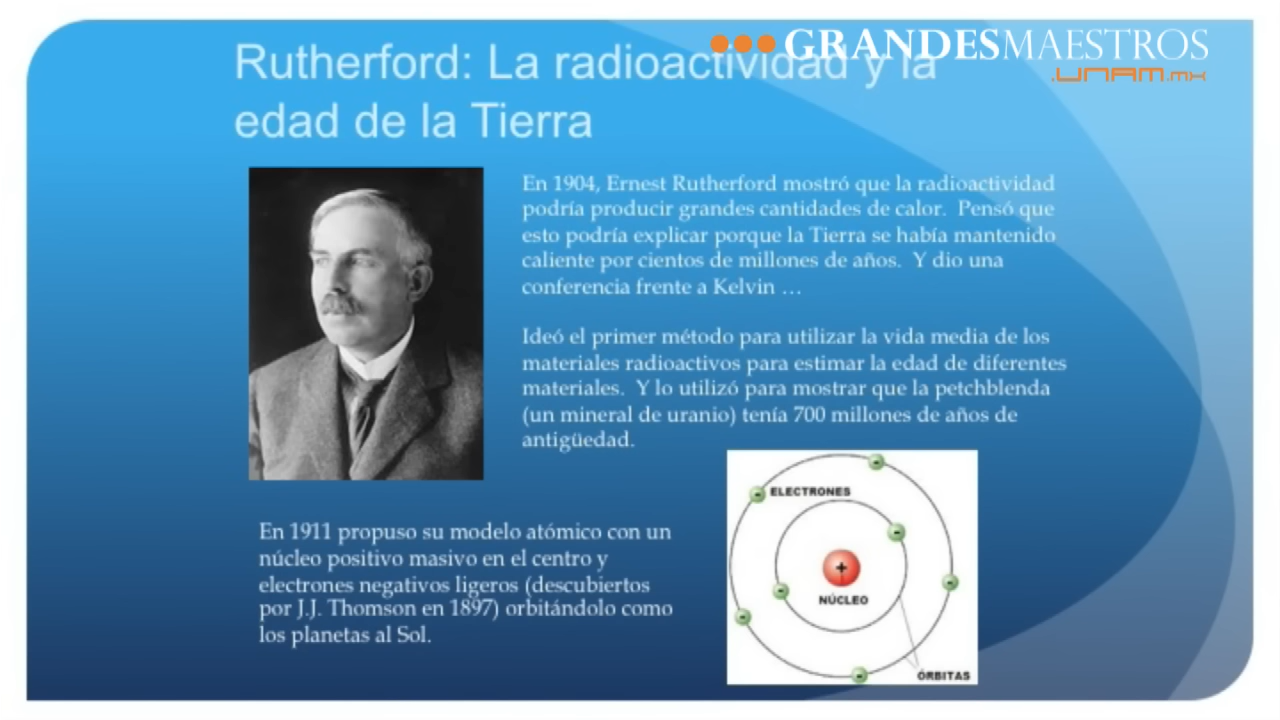 GRANDESMAESTROS
.UNAM.mx
Rutherford: La radioactividad y la
edad de la Tierra
En 1904, Ernest Rutherford mostró que la radioactividad
podría producir grandes cantidades de calor. Pensó que
esto podría explicar porque la Tierra se había mantenido
caliente por cientos de millones de años. Y dio una
conferencia frente a Kelvin …
Ideó el primer método para utilizar la vida media de los
materiales radioactivos para estimar la edad de diferentes
materiales. Y lo utilizó para mostrar que la petchblenda
(un mineral de uranio) tenía 700 millones de años de
antigüedad.
En 1911 propuso su modelo atómico con un
núcleo positivo masivo en el centro y
electrones negativos ligeros (descubiertos
por J.J. Thomson en 1897) orbitándolo como
los planetas al Sol.
ELECTRONES
+
NÚCLEO
ÓRBITAS